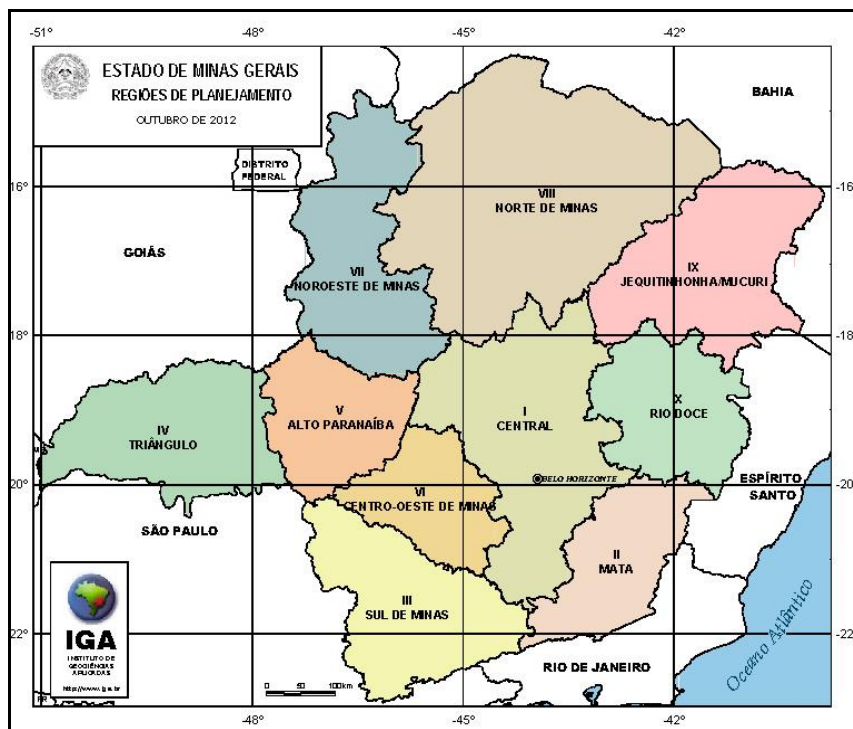 -51°
-48°
-45°
-42°
ESTADO DE MINAS GERAIS
REGIÕES DE PLANEJAMENTO
OUTUBRO DE 2012
BAHIA
DISTRITO
FEDERAL
-16°
-16
VIII
NORTE DE MINAS
GOIÁS
VII
NOROESTE DE MINAS
IX
JEQUITINHONHA/MUCURI
-18°
-18
IV
TRIÂNGULO
V
ALTO PARANAÍBA
I
CENTRAL
X
RIO DOCE
BELO HORIZONTE
-20°
-20
ESPÍRITO
SANTO
VI
CENTRO-OESTE DE MINAS
SÃO PAULO
II
MATA
III
SUL DE MINAS
-22°
-22
IGA
INSTITUTO DE
GEOCIÊNCIAS
APLICADAS
http://www.iga.br
RIO DE JANEIRO
Oceano Atlântico
0 50 100km
-48°
-45°
-42°